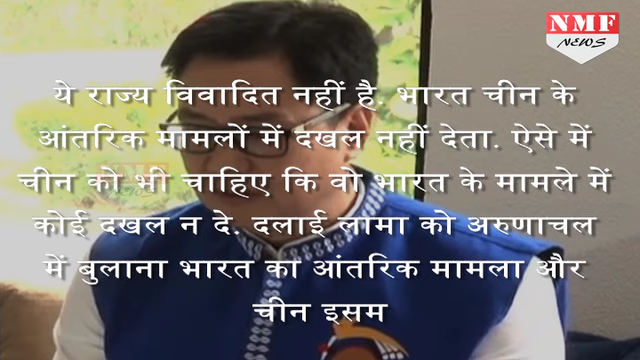 NMF
NEWS
ये राज्य विवादित नहीं है. भारत चीन के
आंतरिक मामलों में दखल नहीं देता. ऐसे में
चीन को भी चाहिए कि वो भारत के मामले में
कोई दखल न दे. दलाई लामा को अरुणाचल
में बुलाना भारत का आंतरिक मामला और
चीन इसम